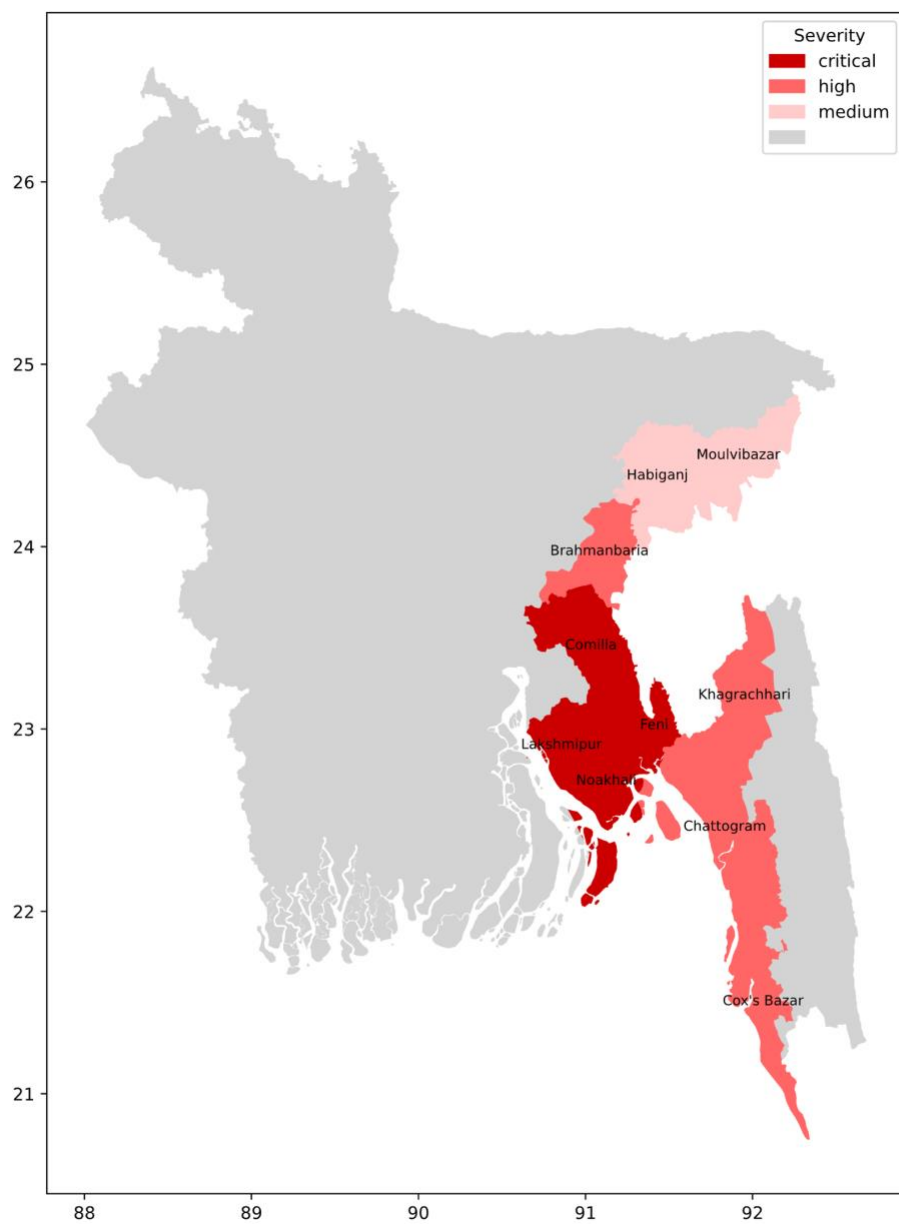 Severity
critical
high
medium
26
25
24
23
22
21
Moulvibazar
Habiganj
Brahmanbaria
Comilla
Khagrachhari
Feni
Lakshmipur
Noakhali
Chattogram
Cox's Bazar
88 89 90 91 92